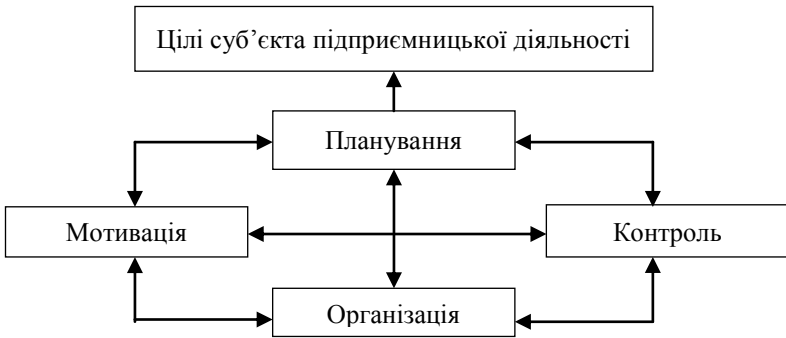 Цілі суб’єкта підприємницької діяльності
Планування
Мотивація
Контроль
Організація